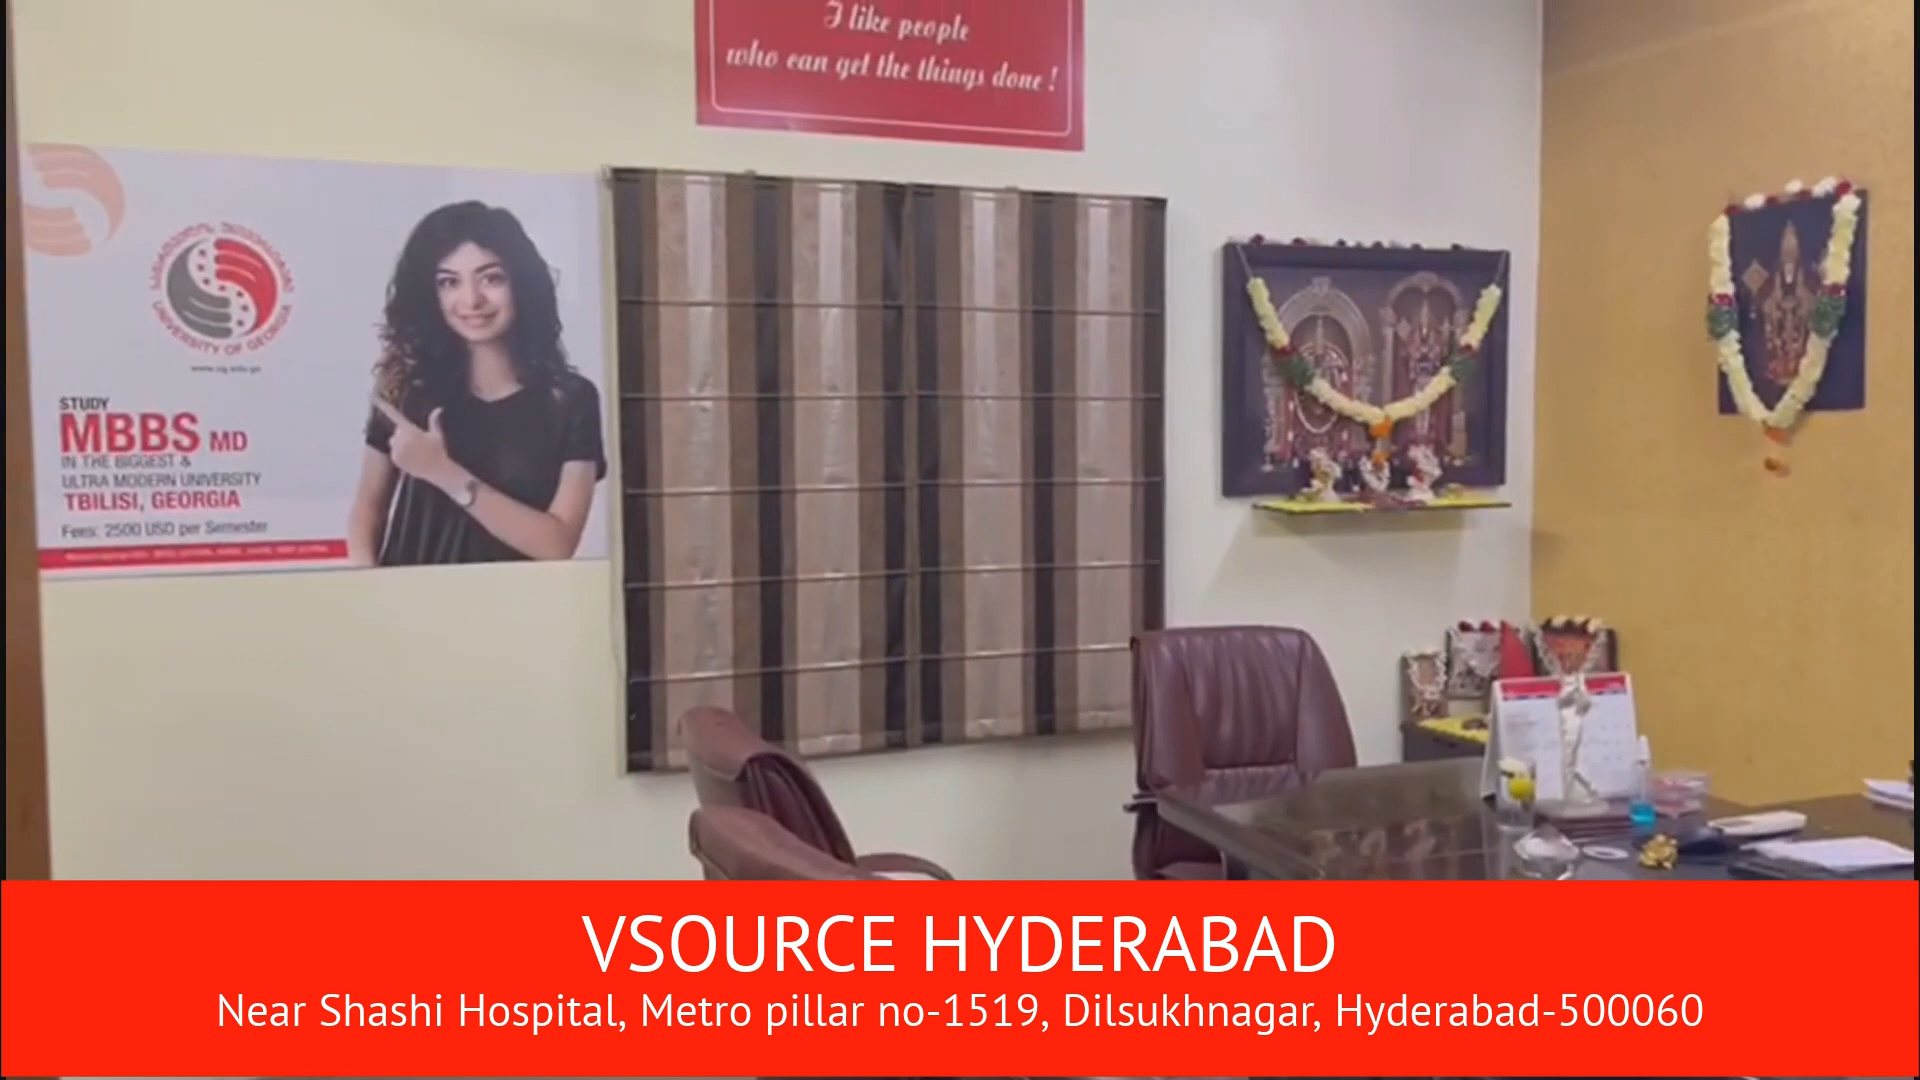 I like people
who can get the things done!
UNIVERSITY OF GEORGIA
STUDY
MBBS MD
IN THE BIGGEST &
ULTRA MODERN UNIVERSITY
TBILISI, GEORGIA
Fees: 2500 USD per Semester
VSOURCE HYDERABAD
Near Shashi Hospital, Metro pillar no-1519, Dilsukhnagar, Hyderabad-500060